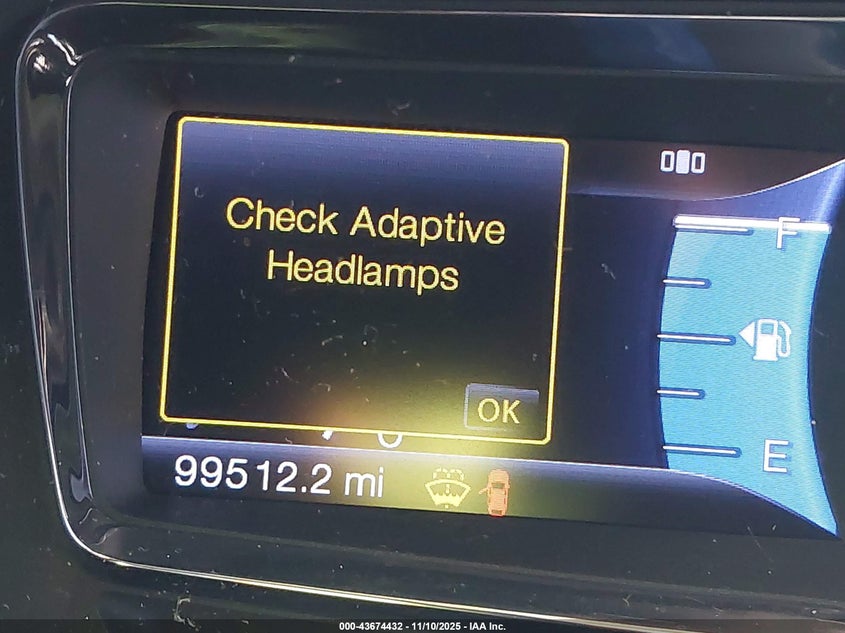 Check Adaptive
Headlamps
OK
F
E
99512.2 mi
000-43674432 - 11/10/2025 - IAA Inc.